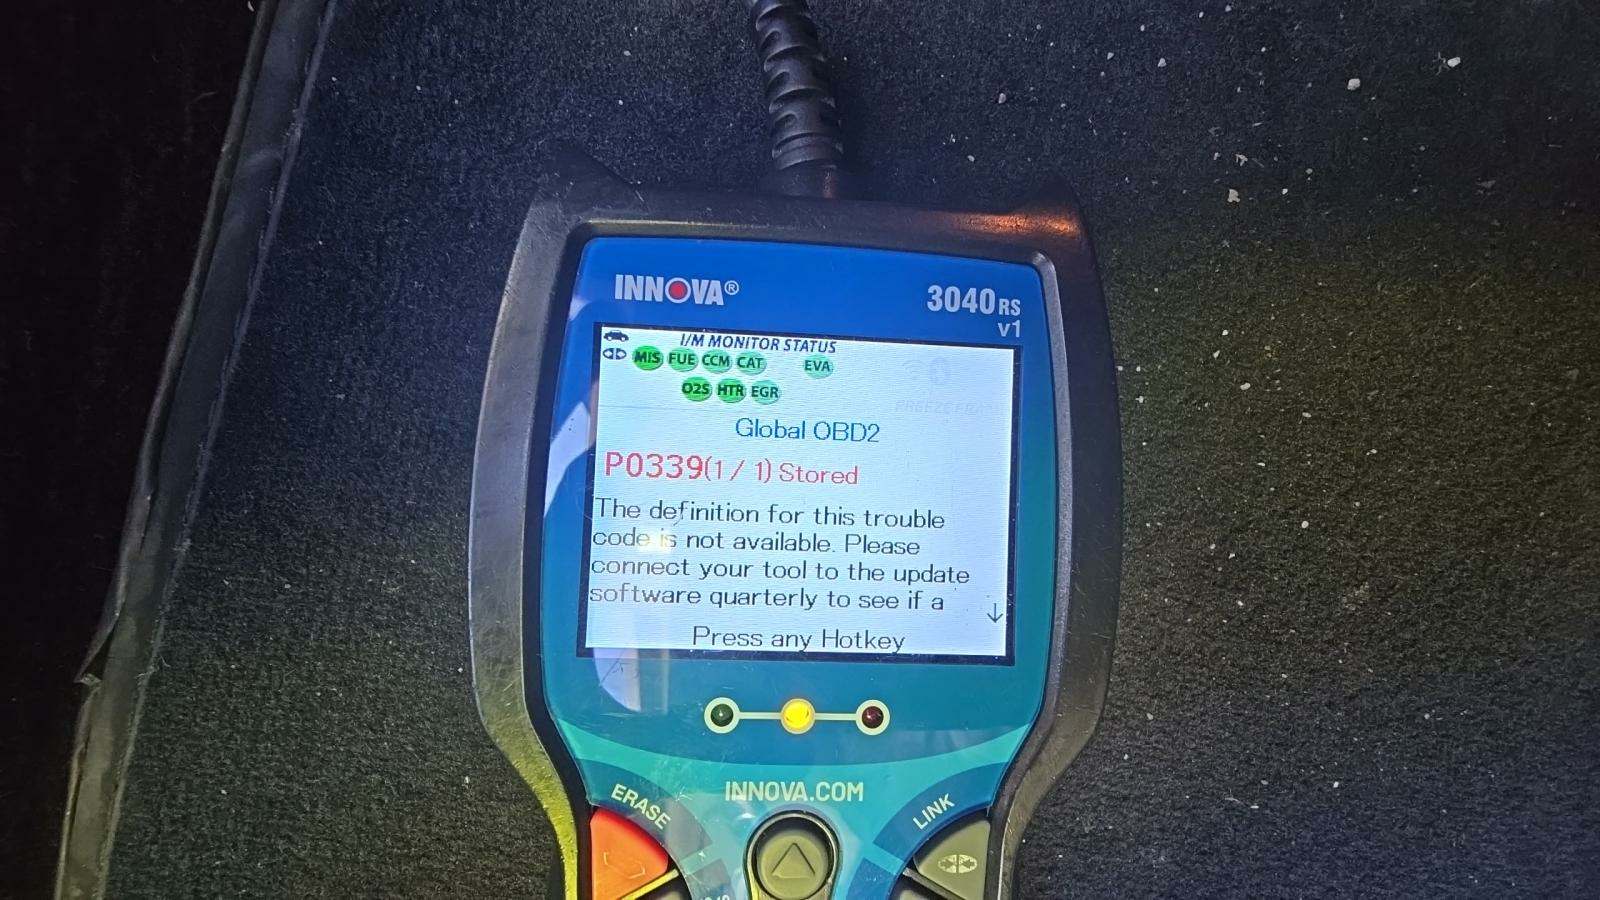 INNOVA®
3040RS
v1
I/M MONITOR STATUS
MIS FUE CCM CAT EVA
O2S HTR EGR
FREEZE FRAME
Global OBD2
P0339(1 / 1) Stored
The definition for this trouble
code is not available. Please
connect your tool to the update
software quarterly to see if a
Press any Hotkey
INNOVA.COM
ERASE
LINK